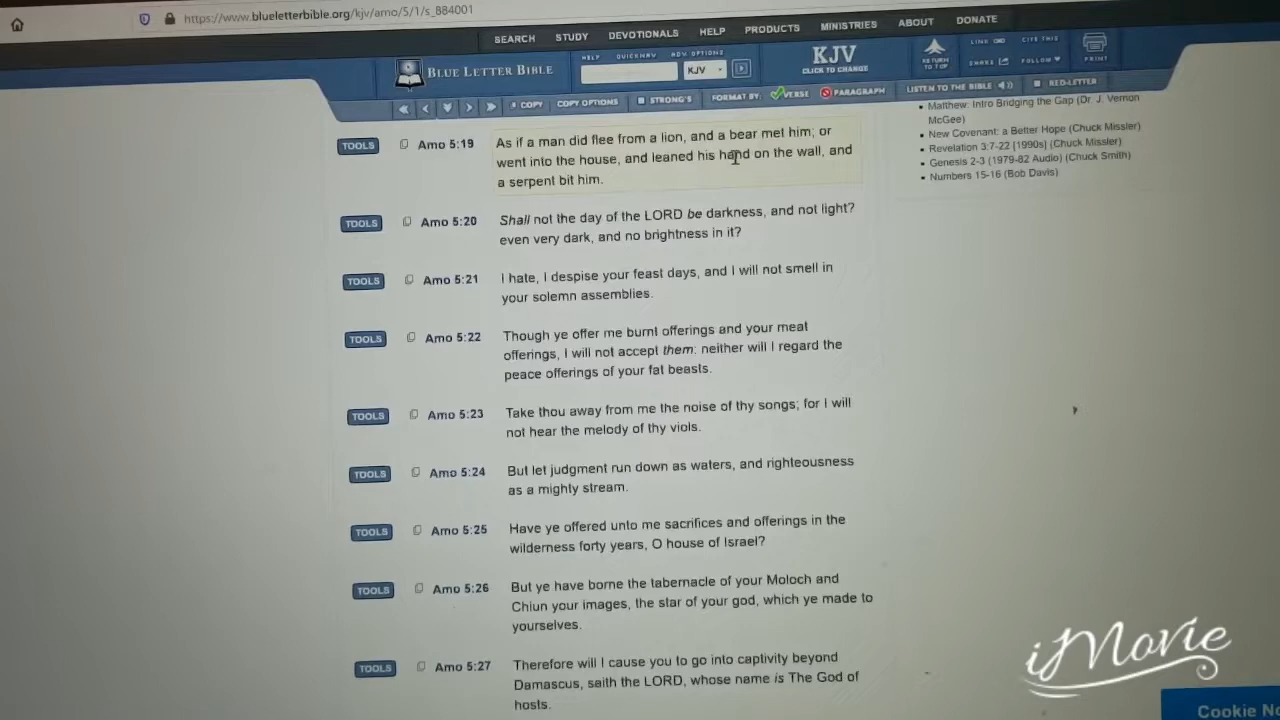 https://www.blueletterbible.org/kjv/amo/5/1/s_884001
SEARCH STUDY DEVOTIONALS HELP PRODUCTS MINISTRIES ABOUT DONATE
BLUE LETTER BIBLE
HELP QUICKNAV ADV. OPTIONS
KJV
KJV
CLICK TO CHANGE
RETURN
TO TOP
LINK CITE THIS
SHARE FOLLOW
PRINT
COPY COPY OPTIONS STRONG'S FORMAT BY: VERSE PARAGRAPH LISTEN TO THE BIBLE RED-LETTER
Matthew: Intro Bridging the Gap (Dr. J. Vernon
McGee)
New Covenant: a Better Hope (Chuck Missler)
Revelation 3:7-22 [1990s] (Chuck Missler)
Genesis 2-3 (1979-82 Audio) (Chuck Smith)
Numbers 15-16 (Bob Davis)
TOOLS Amo 5:19 As if a man did flee from a lion, and a bear met him; or
went into the house, and leaned his hand on the wall, and
a serpent bit him.
TOOLS Amo 5:20 Shall not the day of the LORD be darkness, and not light?
even very dark, and no brightness in it?
TOOLS Amo 5:21 I hate, I despise your feast days, and I will not smell in
your solemn assemblies.
TOOLS Amo 5:22 Though ye offer me burnt offerings and your meat
offerings, I will not accept them: neither will I regard the
peace offerings of your fat beasts.
TOOLS Amo 5:23 Take thou away from me the noise of thy songs; for I will
not hear the melody of thy viols.
TOOLS Amo 5:24 But let judgment run down as waters, and righteousness
as a mighty stream.
TOOLS Amo 5:25 Have ye offered unto me sacrifices and offerings in the
wilderness forty years, O house of Israel?
TOOLS Amo 5:26 But ye have borne the tabernacle of your Moloch and
Chiun your images, the star of your god, which ye made to
yourselves.
TOOLS Amo 5:27 Therefore will I cause you to go into captivity beyond
Damascus, saith the LORD, whose name is The God of
hosts.
iMovie
Cookie